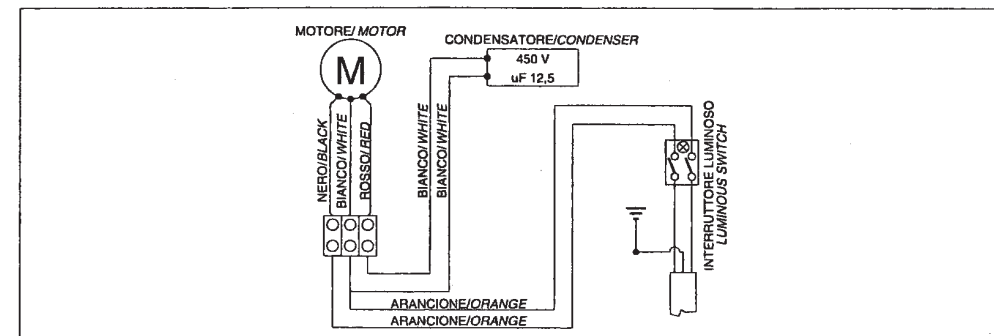 MOTORE/MOTOR
M
CONDENSATORE/CONDENSER
450 V
uF 12,5
NERO/BLACK
BIANCO/WHITE
ROSSO/RED
BIANCO/WHITE
BIANCO/WHITE
INTERRUTTORE LUMINOSO
LUMINOUS SWITCH
ARANCIONE/ORANGE
ARANCIONE/ORANGE